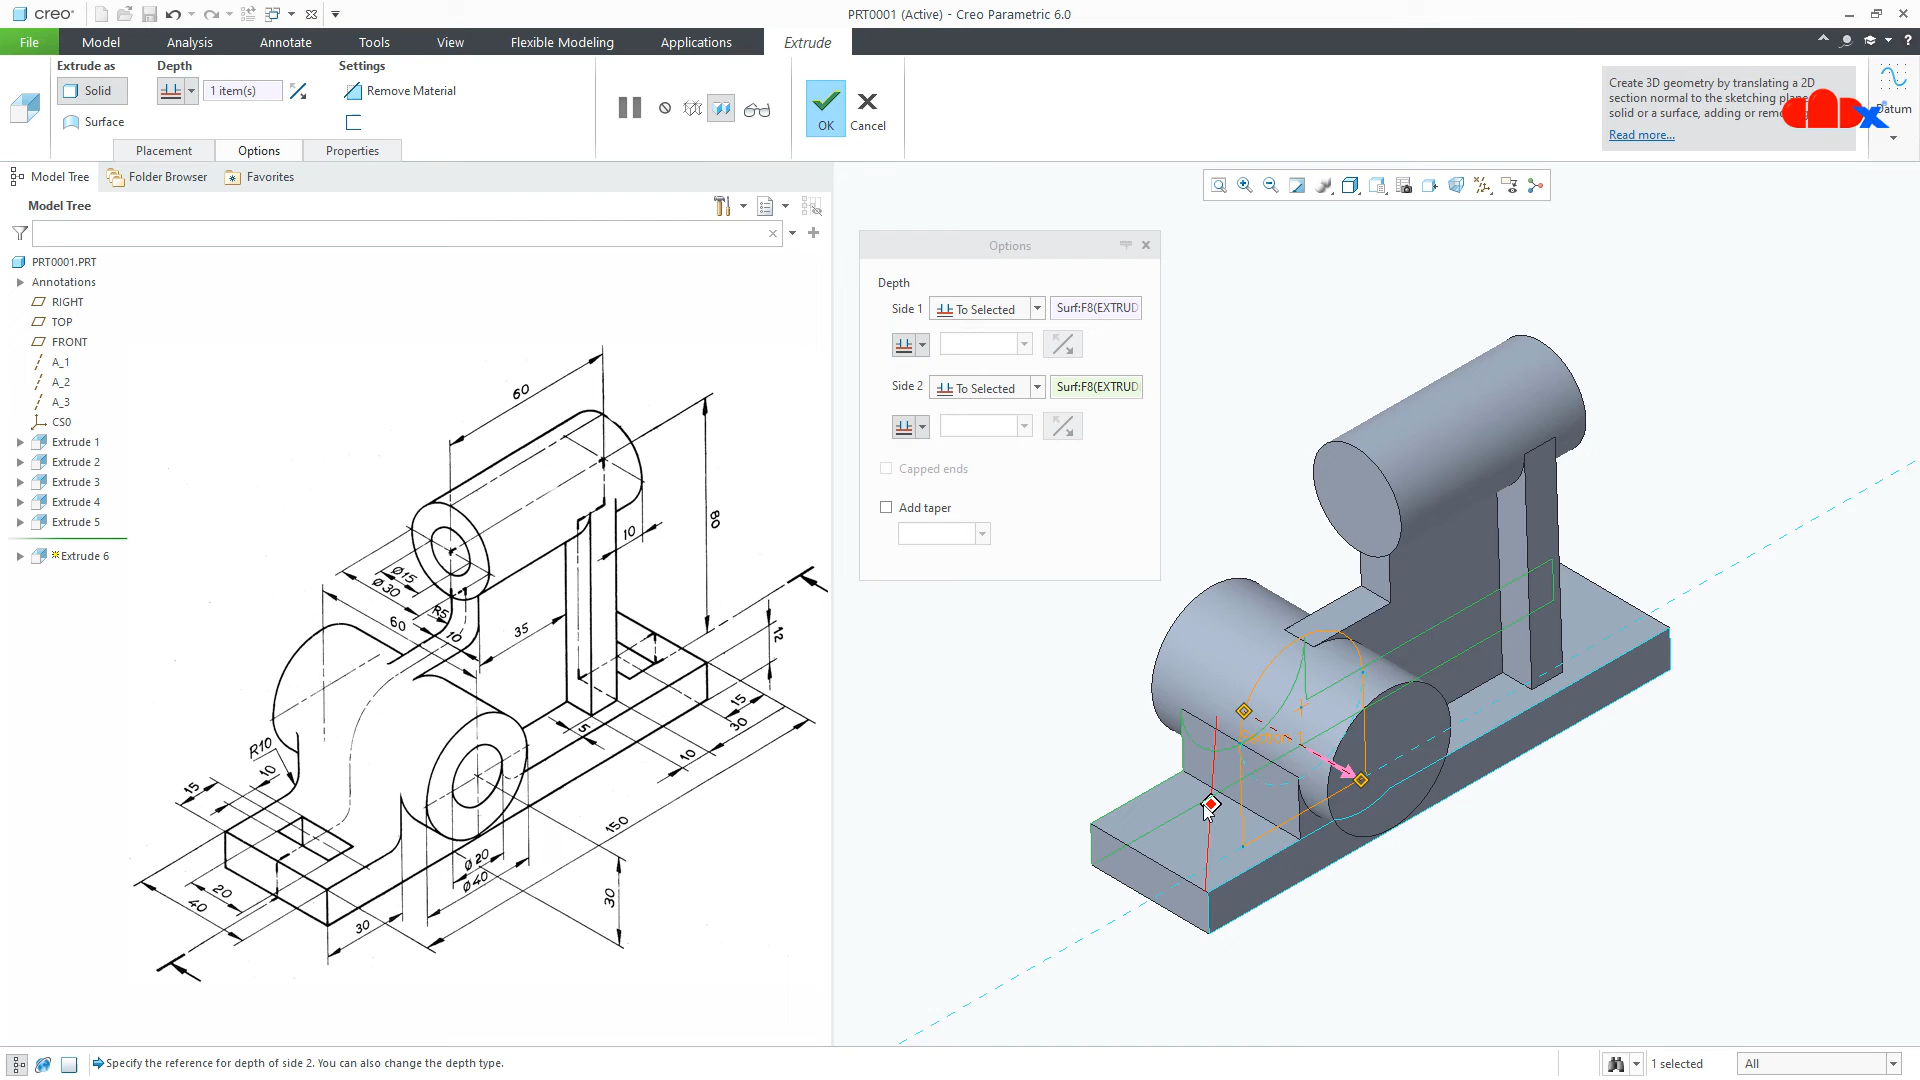 creo
PRT0001 (Active) - Creo Parametric 6.0
File
Model
Analysis
Annotate
Tools
View
Flexible Modeling
Applications
Extrude
Extrude as
Depth
Settings
Solid
1 item(s)
Remove Material
Surface
OK
Cancel
Create 3D geometry by translating a 2D
section normal to the sketching plane
solid or a surface, adding or
Read more...
Datum
Placement
Options
Properties
Model Tree
Folder Browser
Favorites
Model Tree
PRT0001.PRT
Annotations
RIGHT
TOP
FRONT
A_1
A_2
A_3
CS0
Extrude 1
Extrude 2
Extrude 3
Extrude 4
Extrude 5
Extrude 6
Options
Depth
Side 1
To Selected
Surf:F8(EXTRUD
Side 2
To Selected
Surf:F8(EXTRUD
Capped ends
Add taper
60
80
10
Ø15
Ø30
R5
60
10
35
12
15
30
5
10
R10
10
15
150
Ø20
Ø40
20
40
30
30
Specify the reference for depth of side 2. You can also change the depth type.
1 selected
All